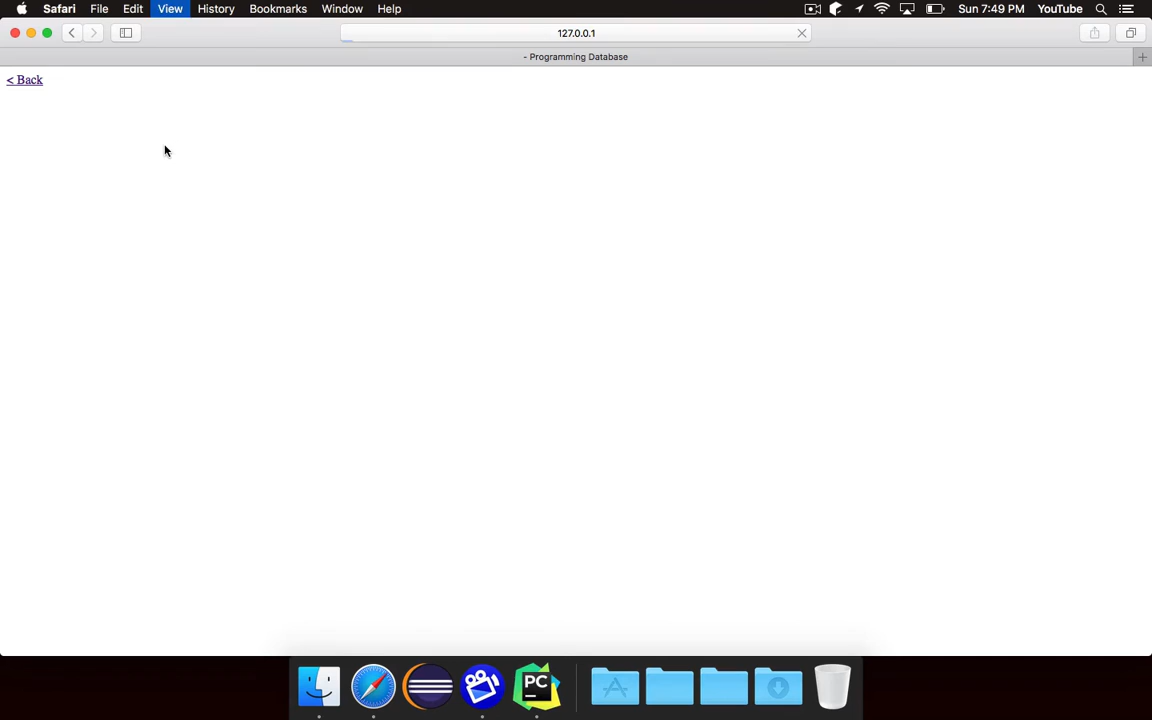 Safari File Edit View History Bookmarks Window Help Sun 7:49 PM YouTube
127.0.0.1
- Programming Database
< Back
PC